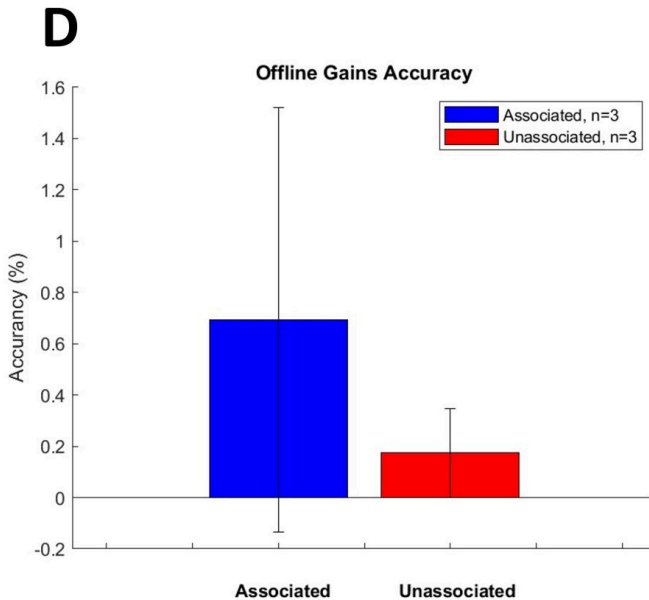 D
Offline Gains Accuracy
Associated, n=3
Unassociated, n=3
Accurancy (%)
1.6
1.4
1.2
1
0.8
0.6
0.4
0.2
0
-0.2
Associated
Unassociated